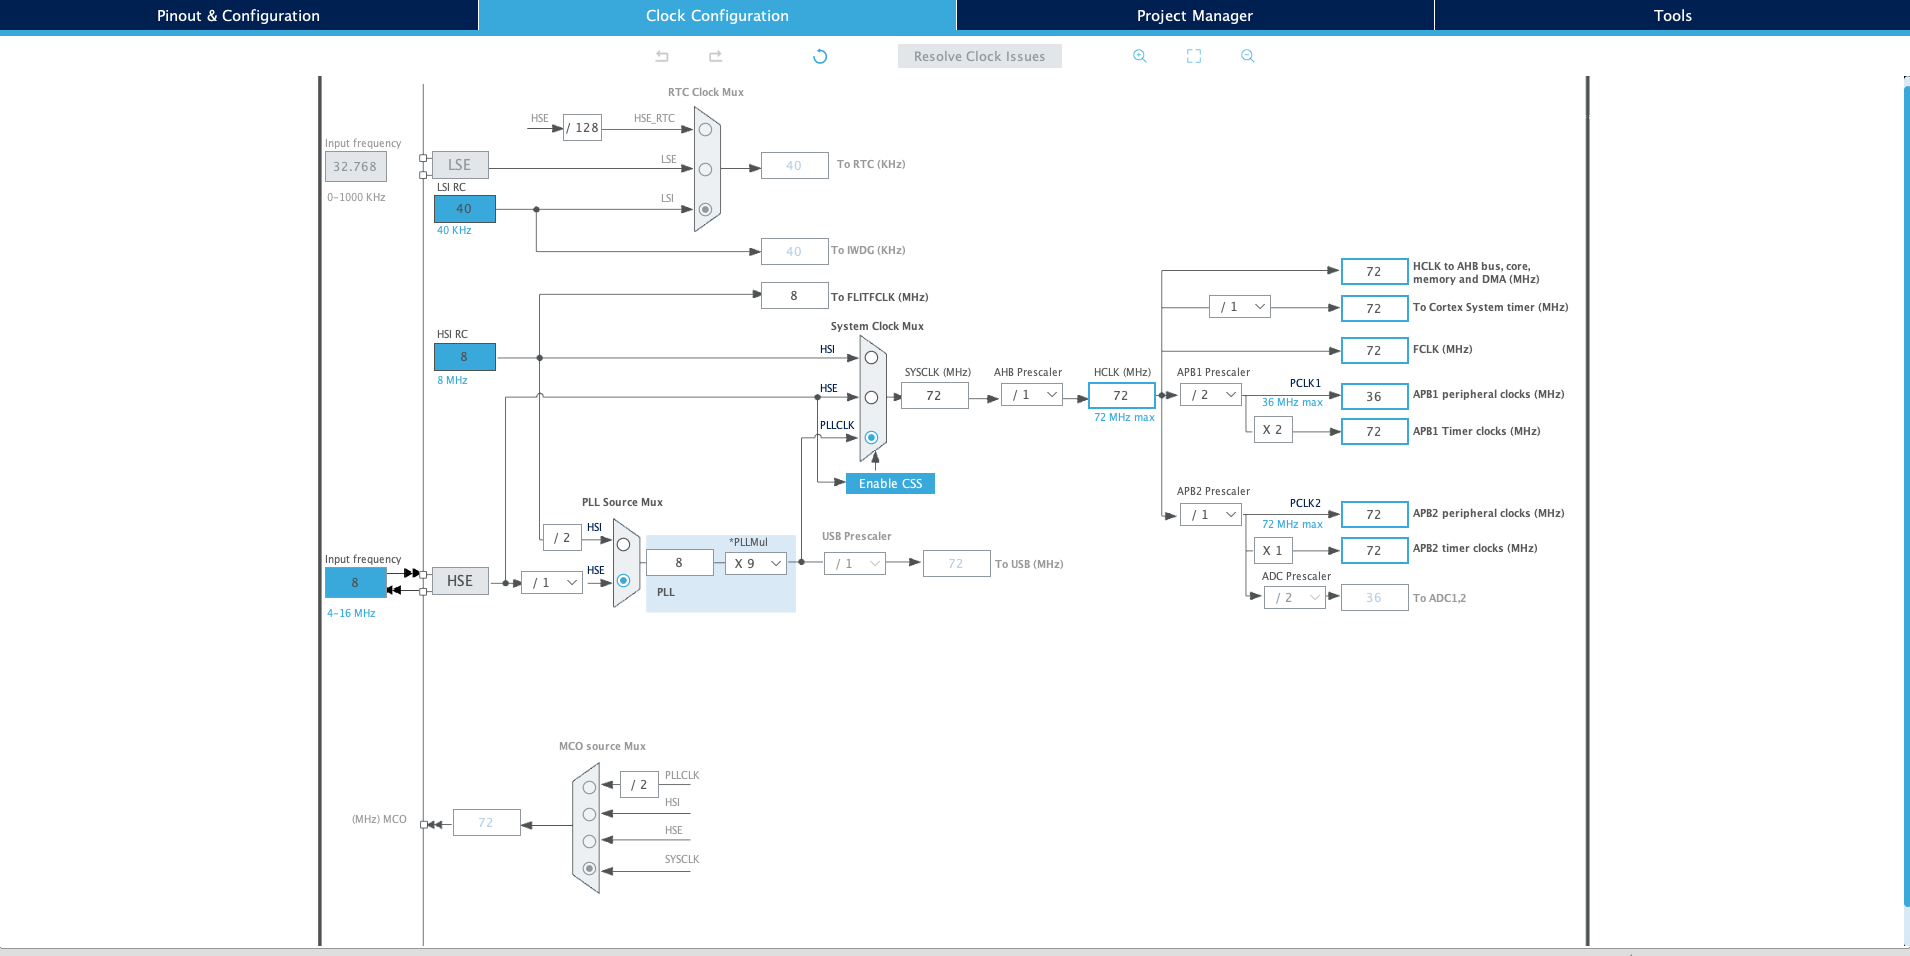 Pinout & Configuration
Clock Configuration
Project Manager
Tools
Resolve Clock Issues
RTC Clock Mux
HSE
/ 128
HSE_RTC
Input frequency
32.768
0-1000 KHz
LSE
LSE
40
To RTC (KHz)
LSI RC
40
40 KHz
LSI
40
To IWDG (KHz)
8
To FLITFCLK (MHz)
HSI RC
8
8 MHz
System Clock Mux
HSI
HSE
PLLCLK
SYSCLK (MHz)
72
AHB Prescaler
/ 1
HCLK (MHz)
72
72 MHz max
72
HCLK to AHB bus, core,
memory and DMA (MHz)
/ 1
72
To Cortex System timer (MHz)
72
FCLK (MHz)
APB1 Prescaler
/ 2
PCLK1
36 MHz max
36
APB1 peripheral clocks (MHz)
X 2
72
APB1 Timer clocks (MHz)
Enable CSS
APB2 Prescaler
/ 1
PCLK2
72 MHz max
72
APB2 peripheral clocks (MHz)
X 1
72
APB2 timer clocks (MHz)
ADC Prescaler
/ 2
36
To ADC1,2
PLL Source Mux
/ 2
HSI
Input frequency
8
4-16 MHz
HSE
/ 1
HSE
8
*PLLMul
X 9
PLL
USB Prescaler
/ 1
72
To USB (MHz)
MCO source Mux
/ 2
PLLCLK
HSI
HSE
SYSCLK
(MHz) MCO
72